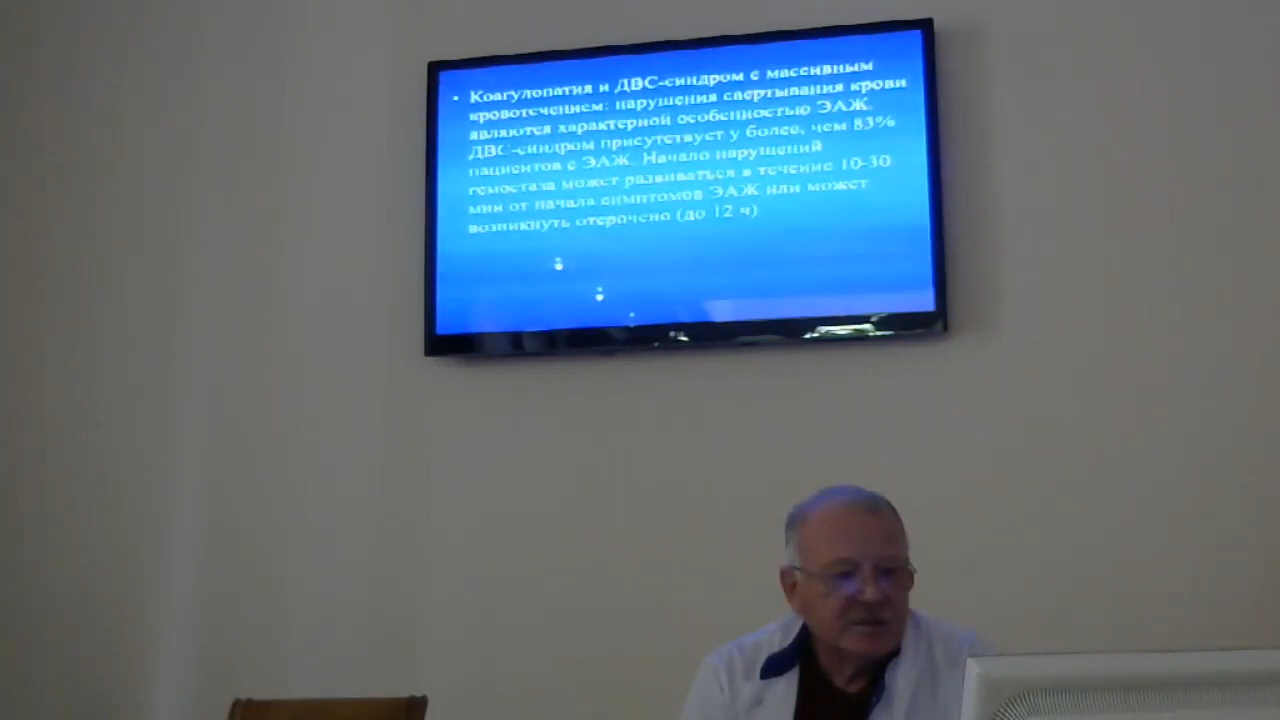 • Коагулопатия и ДВС-синдром с массивным
кровотечением: нарушения свертывания крови
являются характерной особенностью ЭАЖ.
ДВС-синдром присутствует у более, чем 83%
пациентов с ЭАЖ. Начало нарушений
гемостаза может развиваться в течение 10-30
мин от начала симптомов ЭАЖ или может
возникнуть отсрочено (до 12 ч)